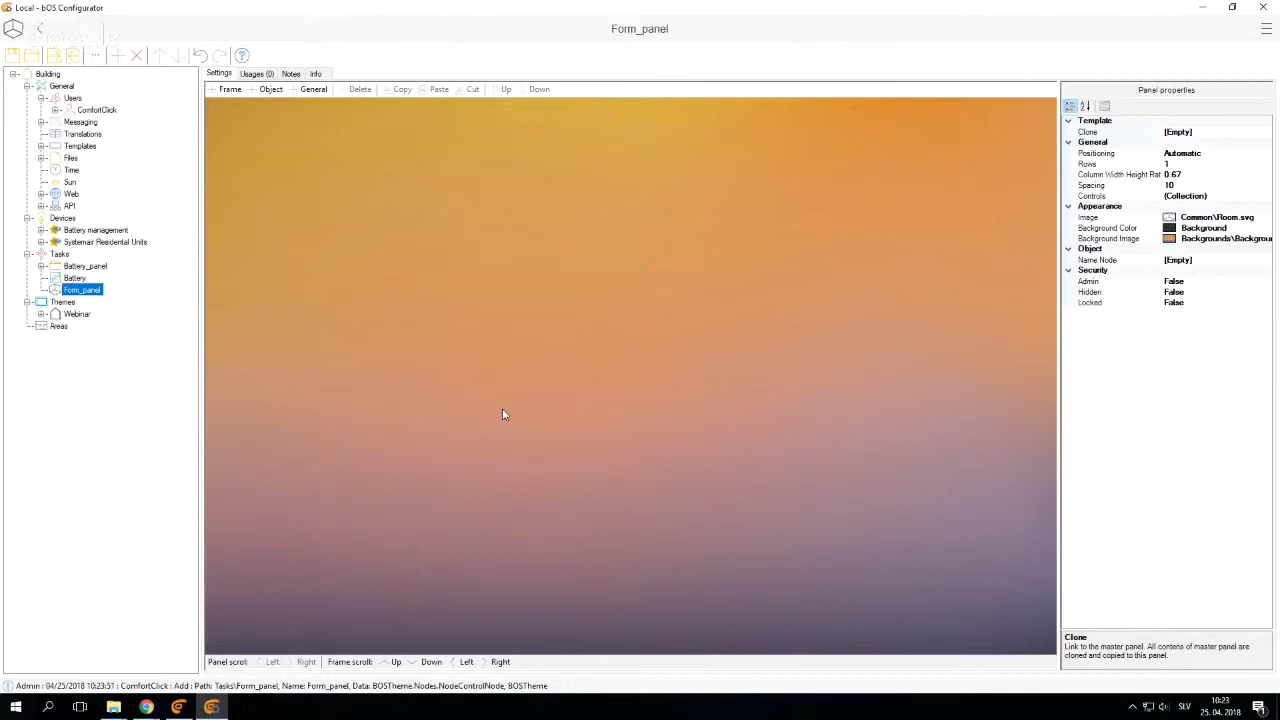 Local - bOS Configurator
Form_panel
Settings
Usages (0)
Notes
Info
Frame
Object
General
Delete
Copy
Paste
Cut
Up
Down
Building
General
Users
ComfortClick
Messaging
Translations
Templates
Files
Time
Sun
Web
API
Devices
Battery management
Systemair Residental Units
Tasks
Battery_panel
Battery
Form_panel
Themes
Webinar
Areas
Panel properties
Template
Clone [Empty]
General
Positioning Automatic
Rows 1
Column Width Height Rat 0.67
Spacing 10
Controls (Collection)
Appearance
Image Common\Room.svg
Background Color Background
Background Image Backgrounds\Backgrour
Object
Name Node [Empty]
Security
Admin False
Hidden False
Locked False
Clone
Link to the master panel. All contens of master panel are
cloned and copied to this panel.
Panel scrol: Left Right Frame scroll: Up Down Left Right
Admin : 04/25/2018 10:23:51 : ComfortClick : Add : Path: Tasks\Form_panel, Name: Form_panel, Data: BOSTheme.Nodes.NodeControlNode, BOSTheme
SLV
10:23
25. 04. 2018
1